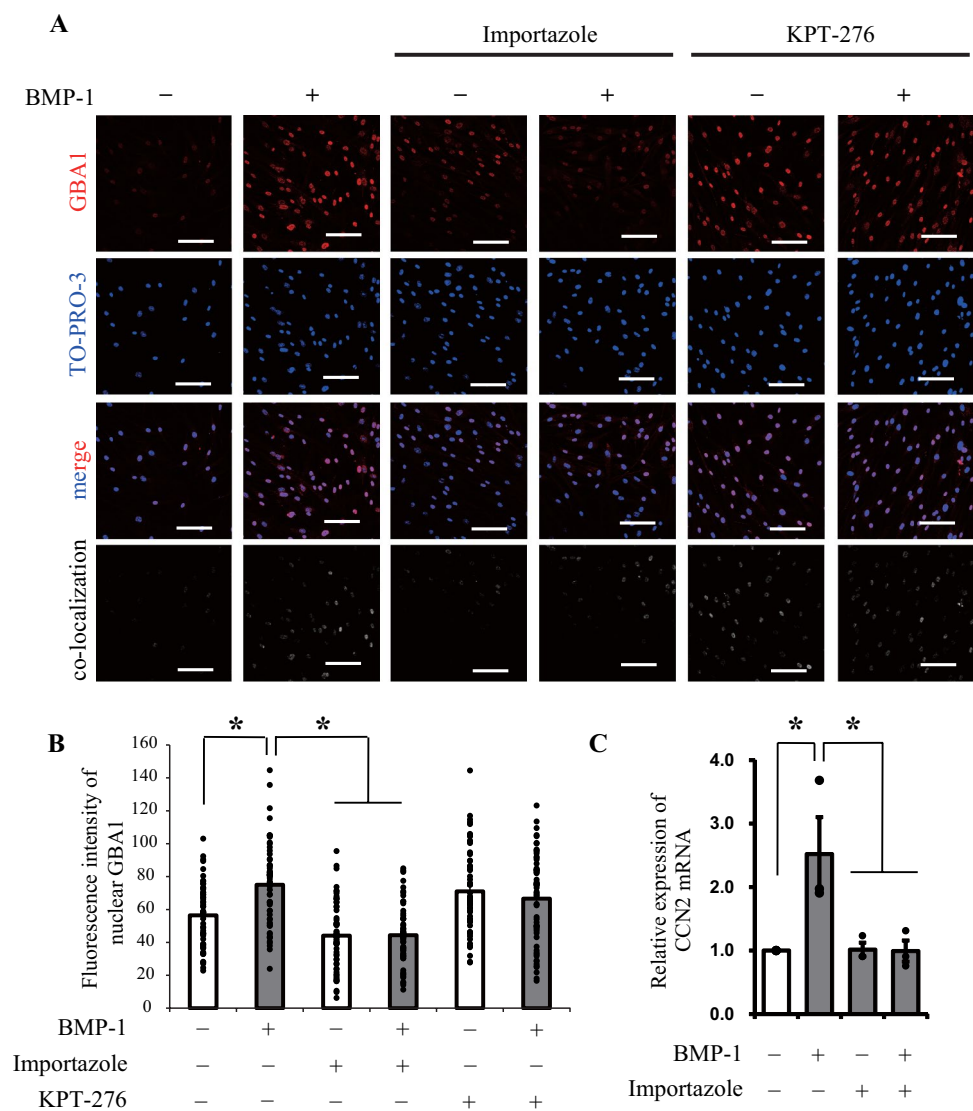 A
Importazole KPT-276
BMP-1 − + − + − +
GBA1
TO-PRO-3
merge
co-localization
B
Fluorescence intensity of
nuclear GBA1
160
140
120
100
80
60
40
20
0
* *
BMP-1 − + − + − +
Importazole − − + + − −
KPT-276 − − − − + +
C
Relative expression of
CCN2 mRNA
4.0
3.0
2.0
1.0
0.0
* *
BMP-1 − + − +
Importazole − − + +